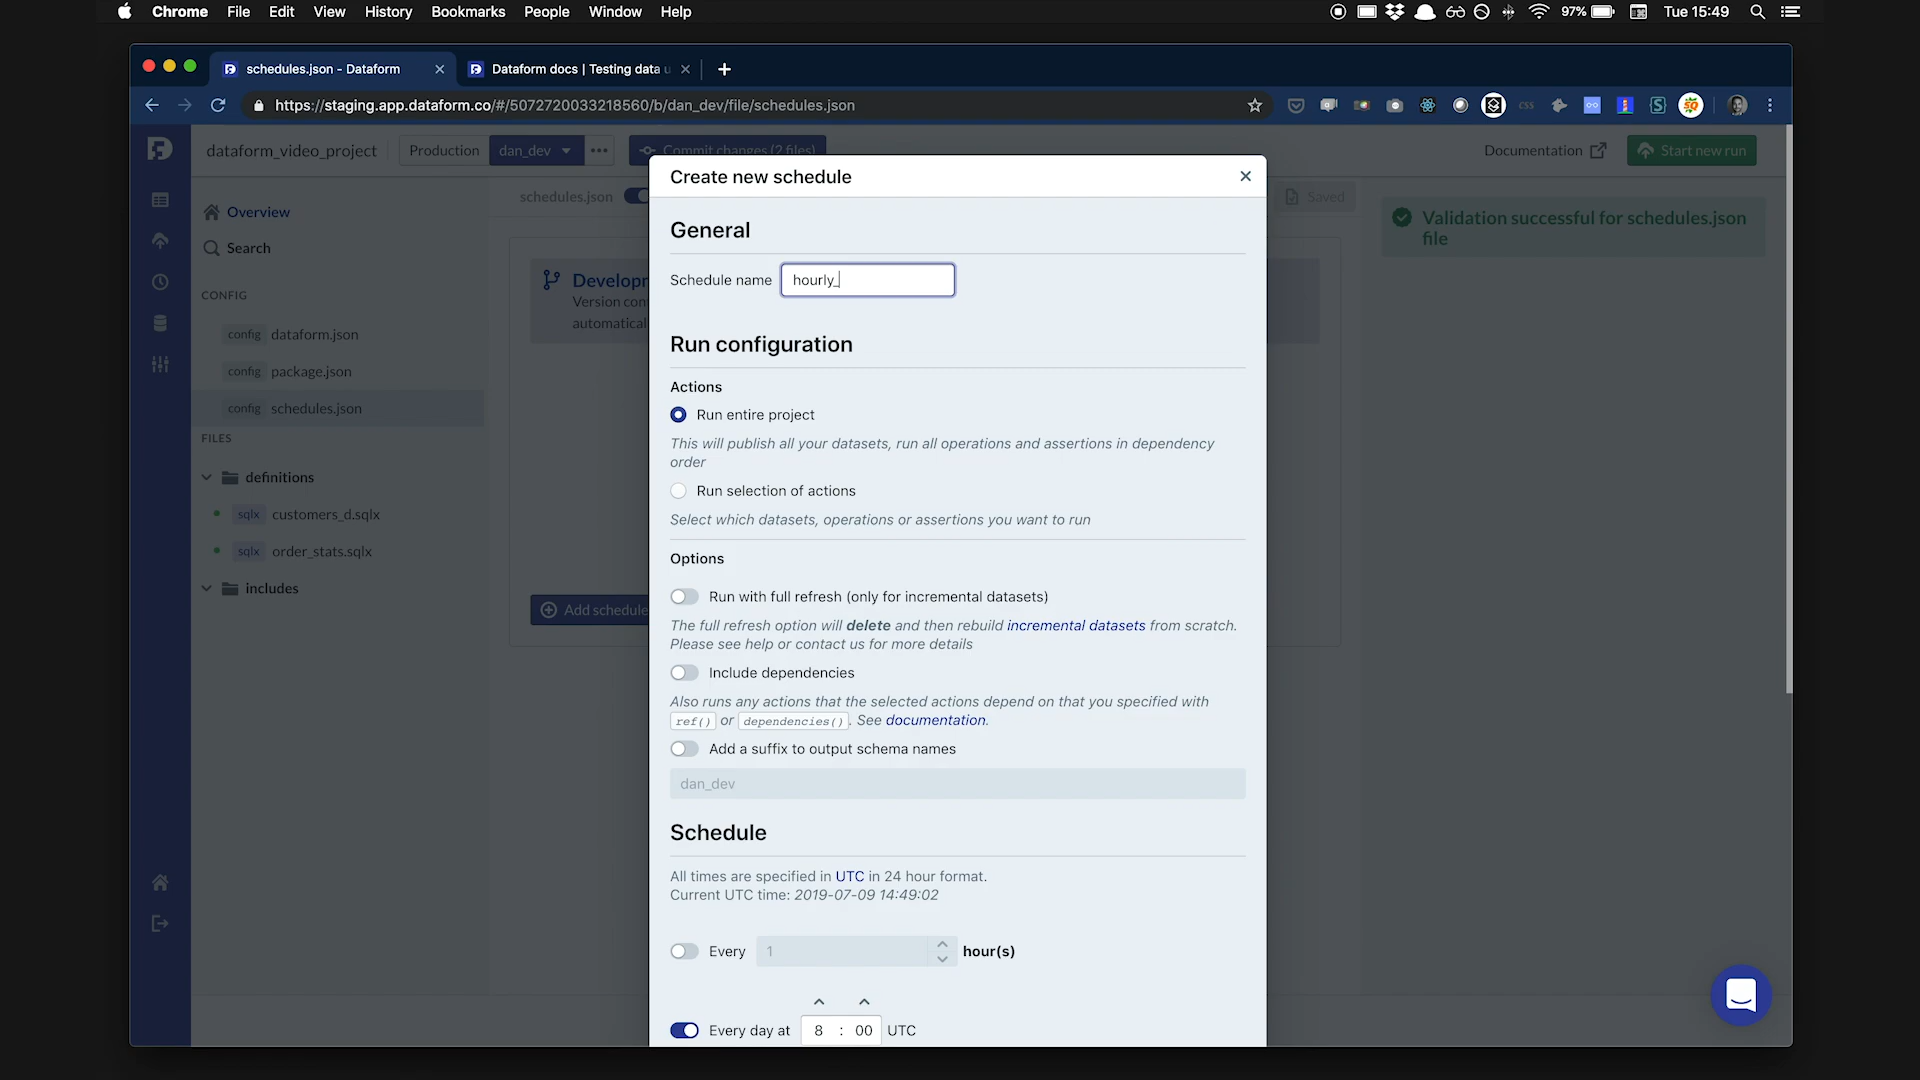 Chrome File Edit View History Bookmarks People Window Help 97% Tue 15:49
schedules.json - Dataform Dataform docs | Testing data u
https://staging.app.dataform.co/#/5072720033218560/b/dan_dev/file/schedules.json
dataform_video_project Production dan_dev Commit changes (2 files) Documentation Start new run
Create new schedule
schedules.json Saved
Overview
Search
CONFIG
config dataform.json
config package.json
config schedules.json
FILES
definitions
sqlx customers_d.sqlx
sqlx order_stats.sqlx
includes
Developm
Version con
automatical
Add schedule
General
Schedule name hourly_
Run configuration
Actions
Run entire project
This will publish all your datasets, run all operations and assertions in dependency
order
Run selection of actions
Select which datasets, operations or assertions you want to run
Options
Run with full refresh (only for incremental datasets)
The full refresh option will delete and then rebuild incremental datasets from scratch.
Please see help or contact us for more details
Include dependencies
Also runs any actions that the selected actions depend on that you specified with
ref() or dependencies(). See documentation.
Add a suffix to output schema names
dan_dev
Schedule
All times are specified in UTC in 24 hour format.
Current UTC time: 2019-07-09 14:49:02
Every 1 hour(s)
Every day at 8 : 00 UTC
Validation successful for schedules.json
file